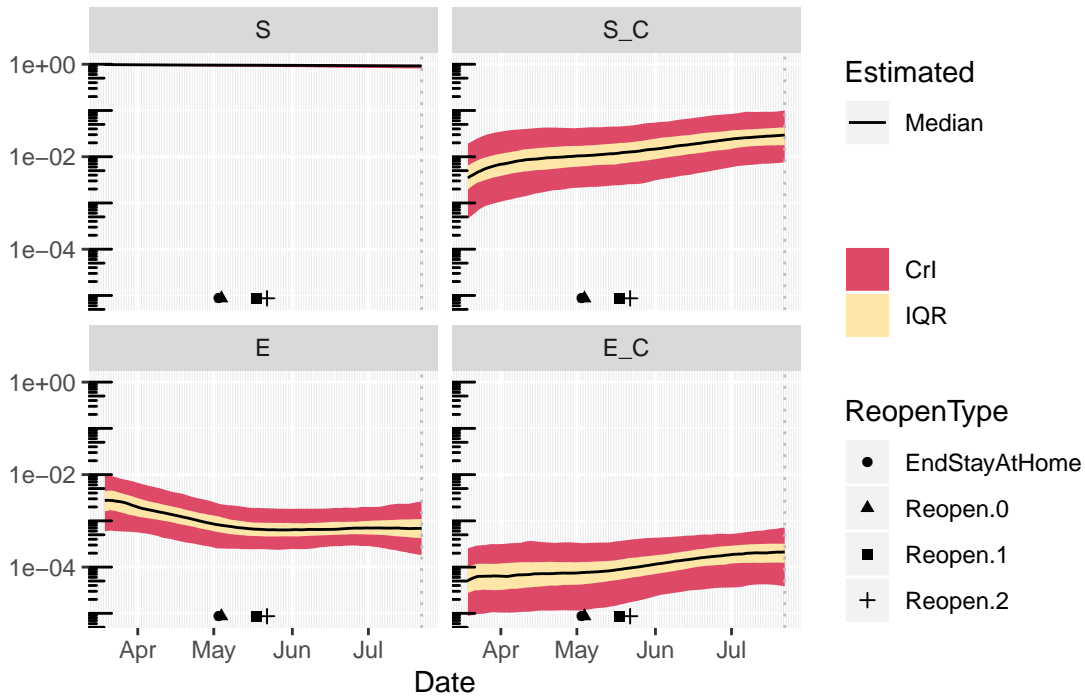 S
S_C
1e+00
1e−02
1e−04
E
E_C
1e+00
1e−02
1e−04
Apr
May
Jun
Jul
Apr
May
Jun
Jul
Date
Estimated
Median
CrI
IQR
ReopenType
EndStayAtHome
Reopen.0
Reopen.1
Reopen.2